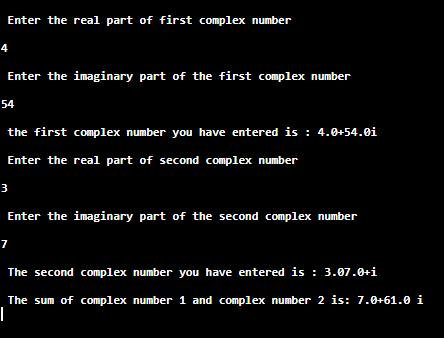 Enter the real part of first complex number
4
Enter the imaginary part of the first complex number
54
the first complex number you have entered is : 4.0+54.0i
Enter the real part of second complex number
3
Enter the imaginary part of the second complex number
7
The second complex number you have entered is : 3.07.0+i
The sum of complex number 1 and complex number 2 is: 7.0+61.0 i